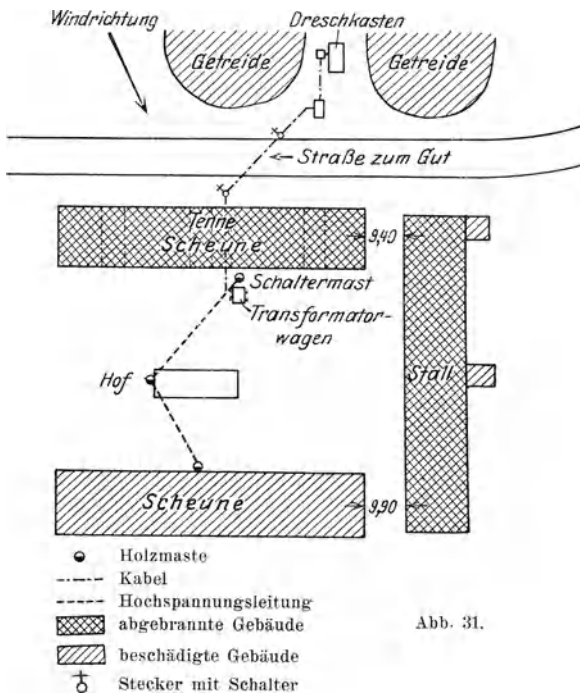 Windrichtung
Dreschkasten
Getreide
Getreide
Straße zum Gut
Tenne
Scheune
9,40
Schaltermast
Transformator-
wagen
Hof
Stall
Scheune
9,90
Holzmaste
Kabel
Hochspannungsleitung
abgebrannte Gebäude
Abb. 31.
beschädigte Gebäude
Stecker mit Schalter